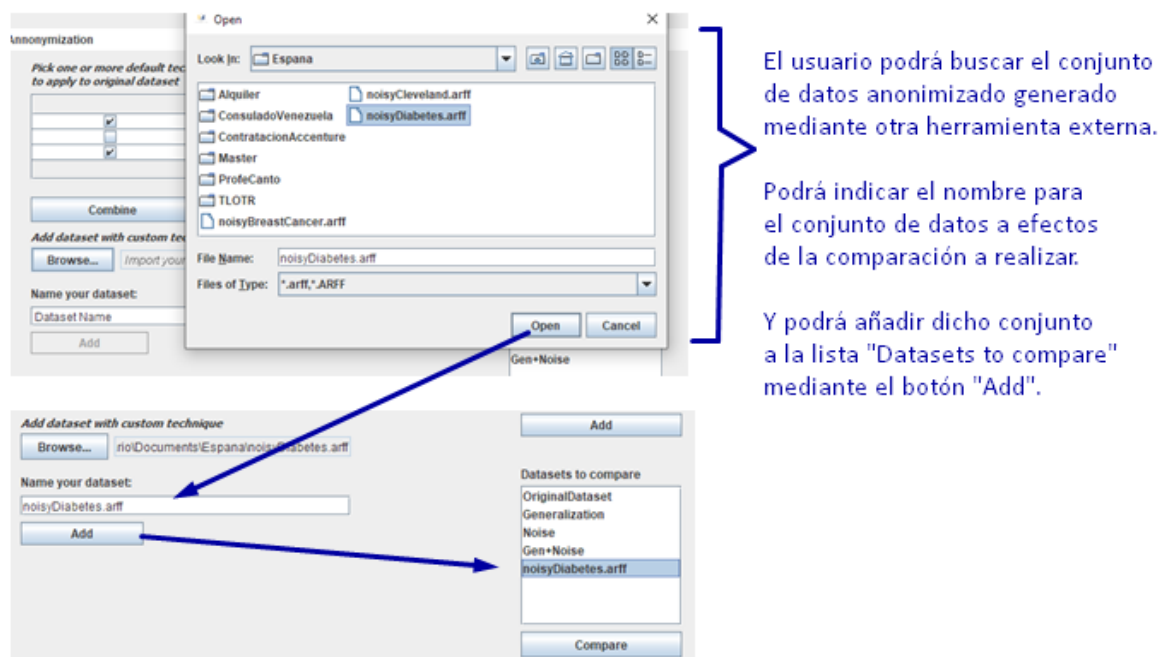 Open
Annonymization
Pick one or more default tec
to apply to original dataset
Combine
Add dataset with custom tec
Browse...
Import your
Name your dataset:
Dataset Name
Add
Look In:
Espana
Alquiler
ConsuladoVenezuela
ContratacionAccenture
Master
ProfeCanto
TLOTR
noisyBreastCancer.arff
noisyCleveland.arff
noisyDiabetes.arff
File Name:
noisyDiabetes.arff
Files of Type:
*.arff,*.ARFF
Open
Cancel
Gen+Noise
El usuario podrá buscar el conjunto
de datos anonimizado generado
mediante otra herramienta externa.
Podrá indicar el nombre para
el conjunto de datos a efectos
de la comparación a realizar.
Y podrá añadir dicho conjunto
a la lista "Datasets to compare"
mediante el botón "Add".
Add dataset with custom technique
Browse...
rio\Documents\Espana\noisyDiabetes.arff
Name your dataset:
noisyDiabetes.arff
Add
Add
Datasets to compare
OriginalDataset
Generalization
Noise
Gen+Noise
noisyDiabetes.arff
Compare